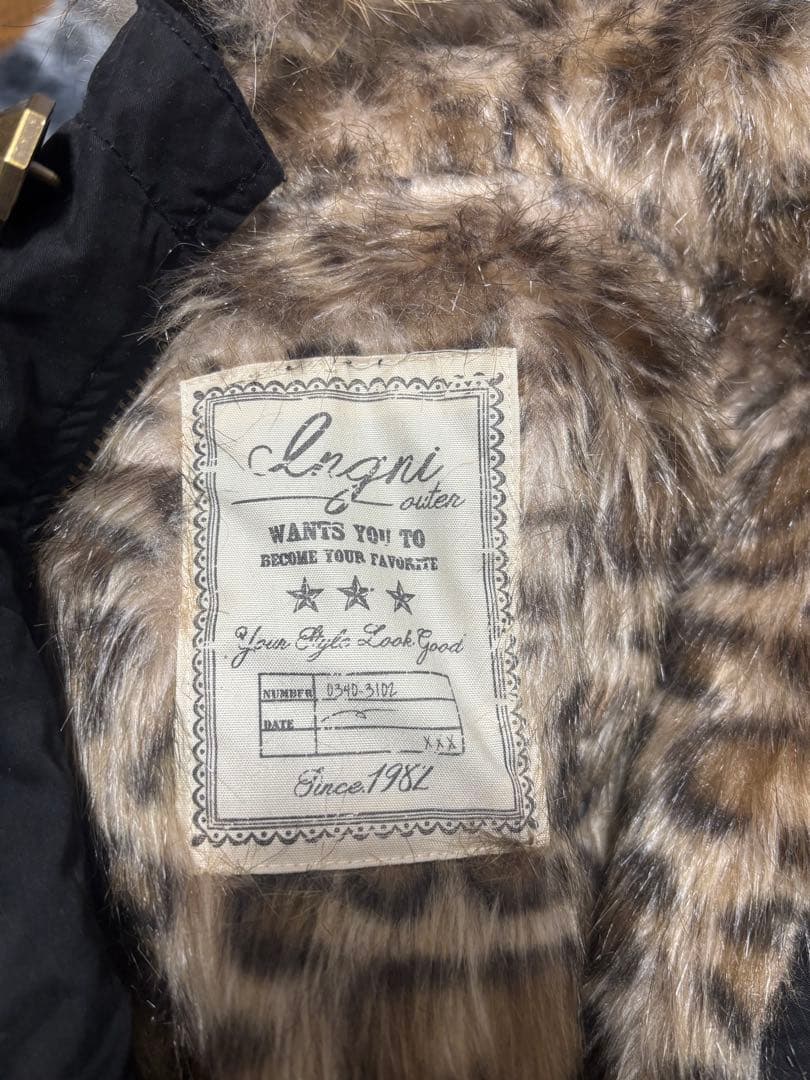 Ingni
outer
WANTS YOU TO
BECOME YOUR FAVORITE
Your Style Look Good
NUMBER 0340-3102
DATE
XXX
Since.1982